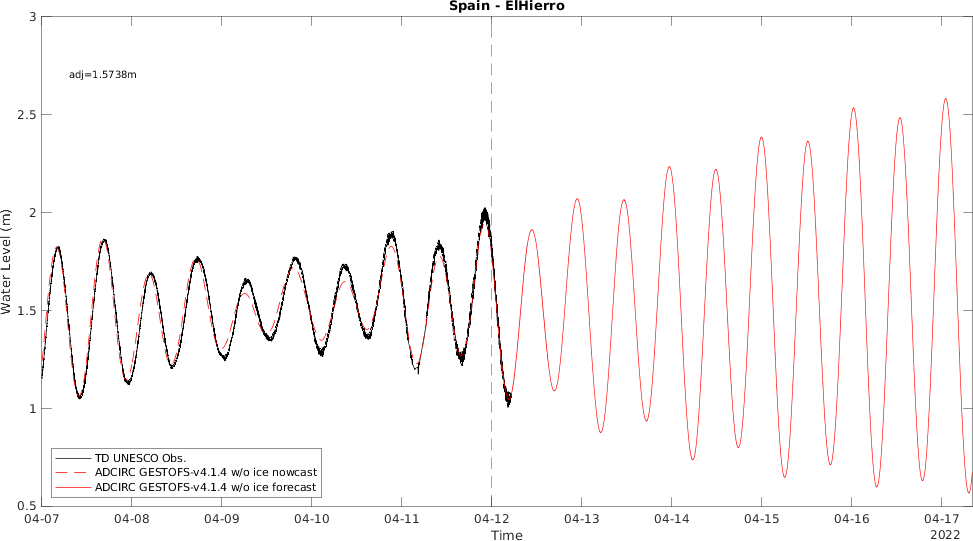 Spain - ElHierro
3
adj=1.5738m
2.5
2
Water Level (m)
1.5
1
TD UNESCO Obs.
ADCIRC GESTOFS-v4.1.4 w/o ice nowcast
ADCIRC GESTOFS-v4.1.4 w/o ice forecast
0.5
04-07 04-08 04-09 04-10 04-11 04-12 04-13 04-14 04-15 04-16 04-17
Time
2022